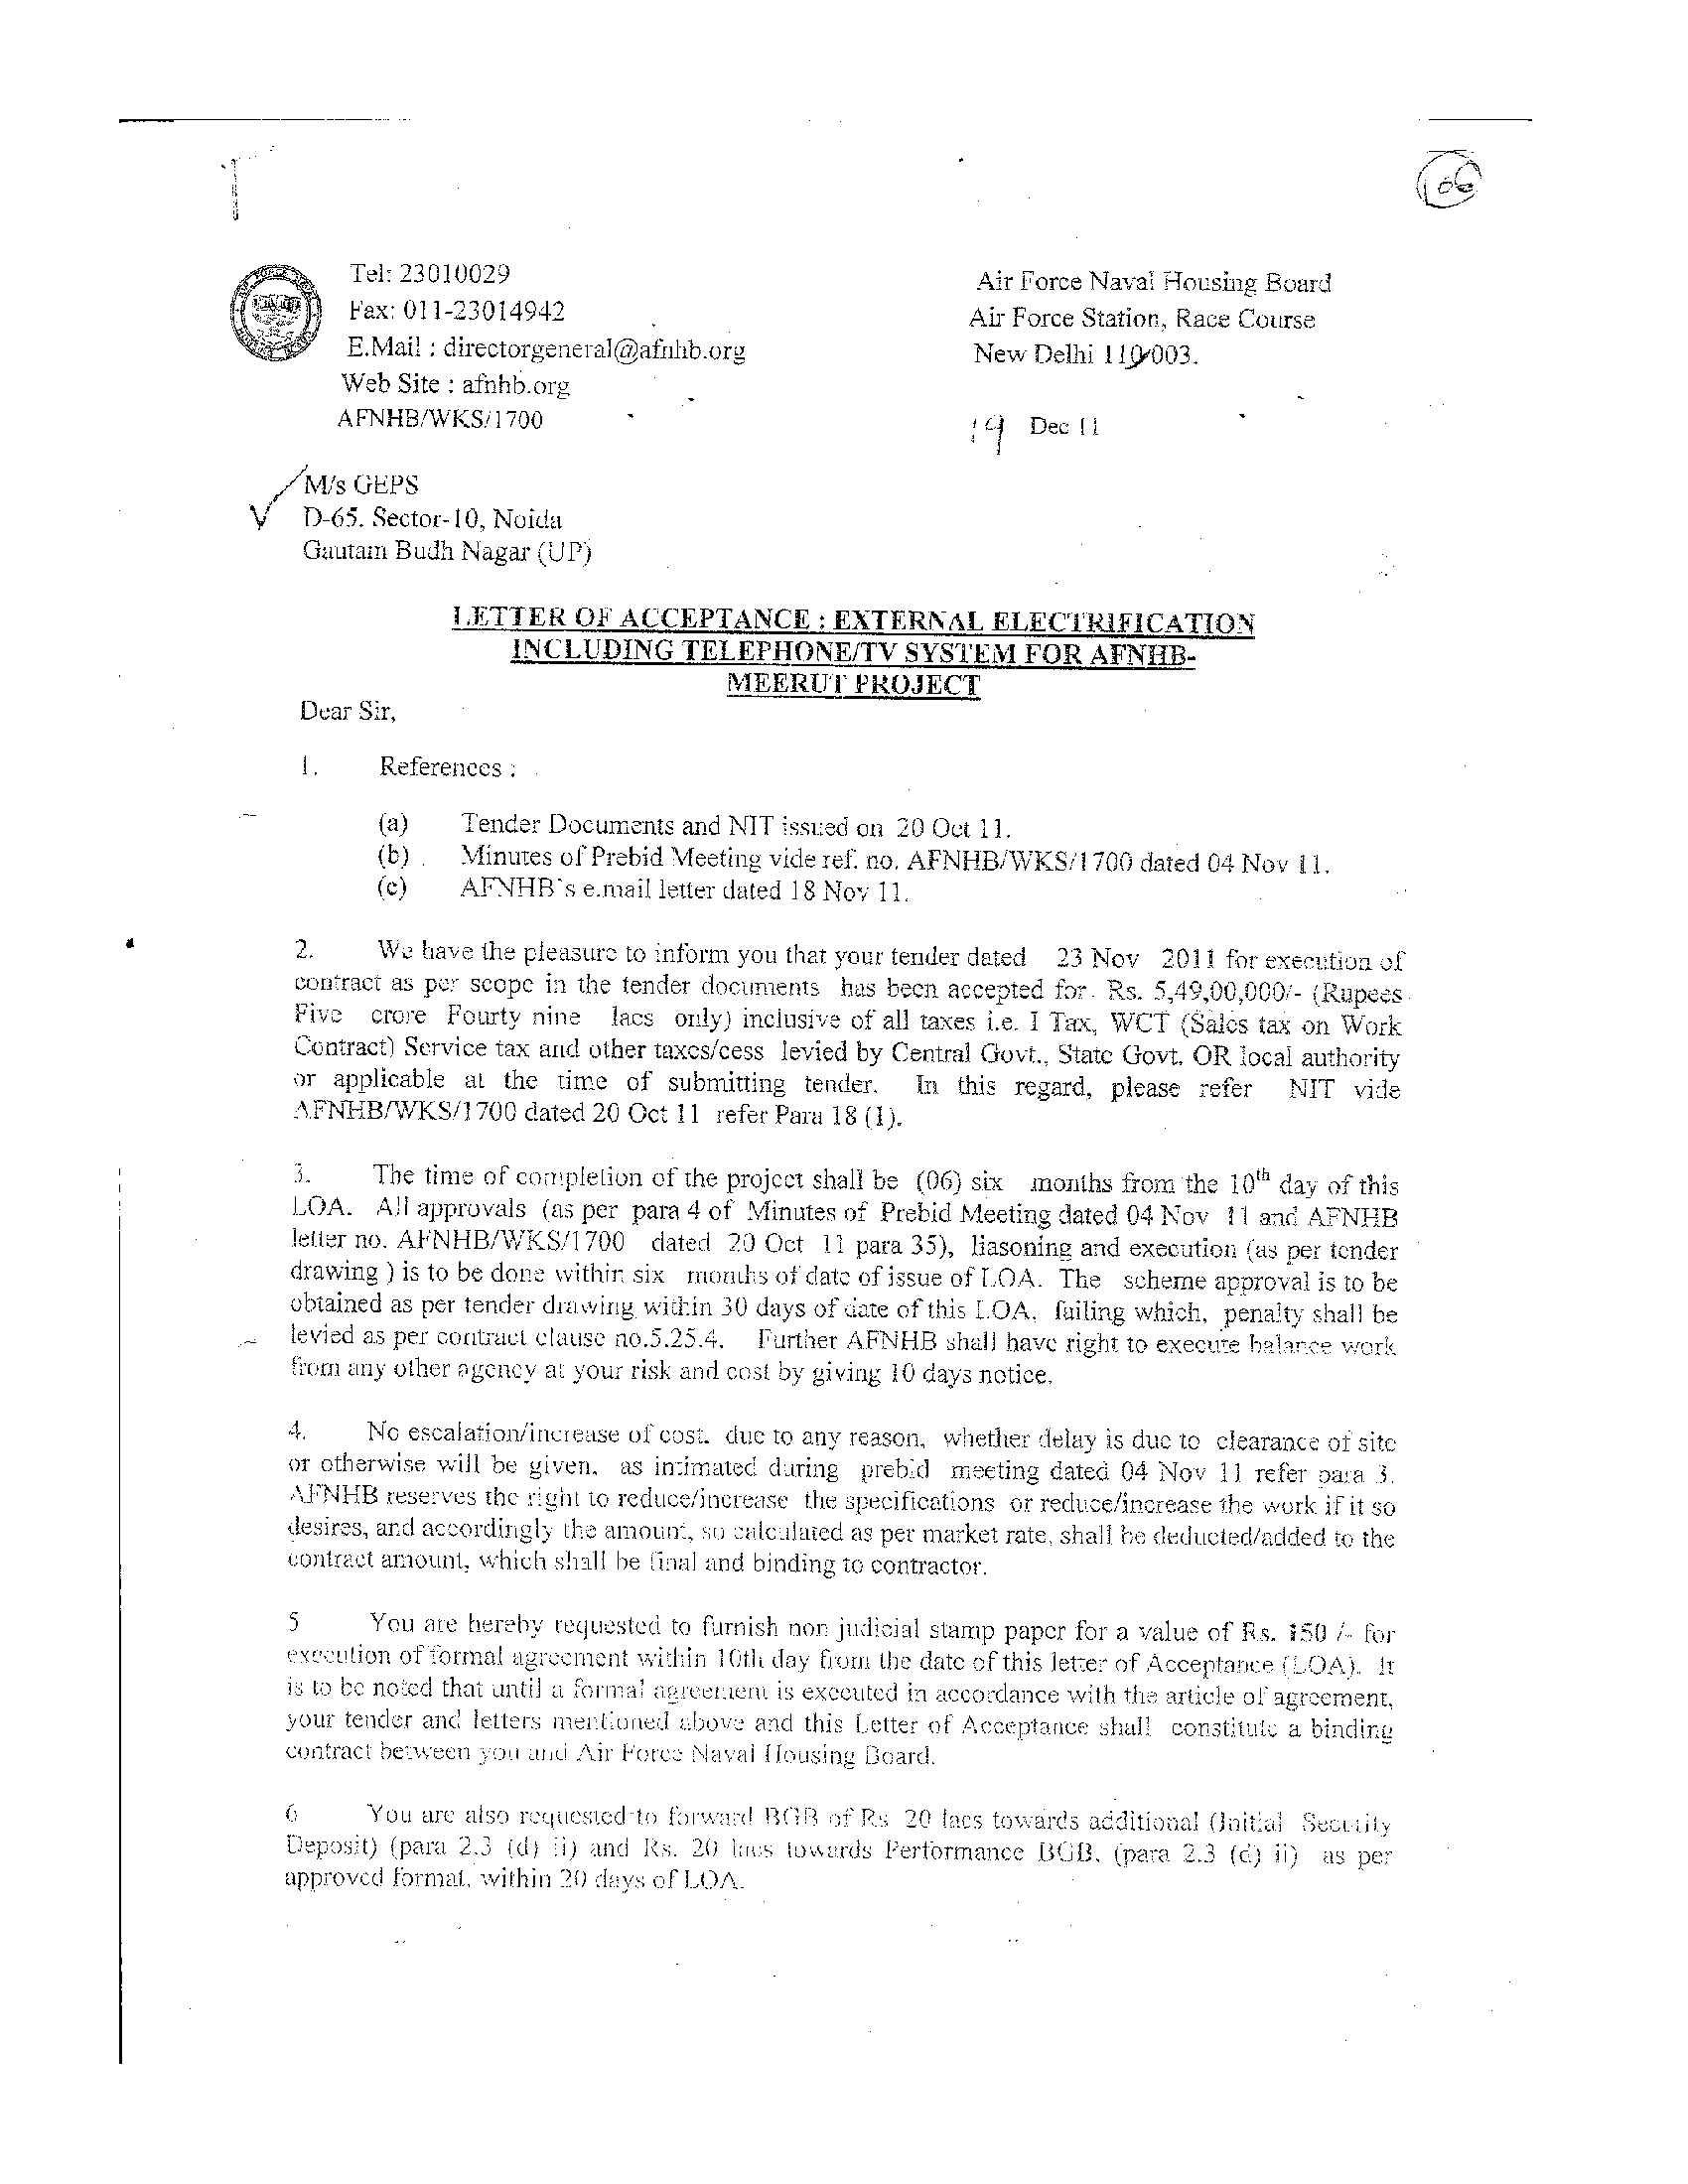 66
Tel: 23010029
Fax: 011-23014942
E.Mail : directorgeneral@afnhb.org
Web Site : afnhb.org
AFNHB/WKS/1700
Air Force Naval Housing Board
Air Force Station, Race Course
New Delhi 110003.
19 Dec 11
M/s GEPS
D-65, Sector-10, Noida
Gautam Budh Nagar (UP)
LETTER OF ACCEPTANCE : EXTERNAL ELECTRIFICATION
INCLUDING TELEPHONE/TV SYSTEM FOR AFNHB-
MEERUT PROJECT
Dear Sir,
1. References :
(a) Tender Documents and NIT issued on 20 Oct 11.
(b) Minutes of Prebid Meeting vide ref. no. AFNHB/WKS/1700 dated 04 Nov 11.
(c) AFNHB's e.mail letter dated 18 Nov 11.
2. We have the pleasure to inform you that your tender dated 23 Nov 2011 for execution of
contract as per scope in the tender documents has been accepted for Rs. 5,49,00,000/- (Rupees
Five crore Fourty nine lacs only) inclusive of all taxes i.e. I Tax, WCT (Sales tax on Work
Contract) Service tax and other taxes/cess levied by Central Govt., State Govt. OR local authority
or applicable at the time of submitting tender. In this regard, please refer NIT vide
AFNHB/WKS/1700 dated 20 Oct 11 refer Para 18 (1).
3. The time of completion of the project shall be (06) six months from the 10th day of this
LOA. All approvals (as per para 4 of Minutes of Prebid Meeting dated 04 Nov 11 and AFNHB
letter no. AFNHB/WKS/1700 dated 20 Oct 11 para 35), liasoning and execution (as per tender
drawing ) is to be done within six months of date of issue of LOA. The scheme approval is to be
obtained as per tender drawing within 30 days of date of this LOA, failing which, penalty shall be
levied as per contract clause no.5.25.4. Further AFNHB shall have right to execute balance work
from any other agency at your risk and cost by giving 10 days notice.
4. No escalation/increase of cost, due to any reason, whether delay is due to clearance of site
or otherwise will be given, as intimated during prebid meeting dated 04 Nov 11 refer para 3.
AFNHB reserves the right to reduce/increase the specifications or reduce/increase the work if it so
desires, and accordingly the amount, so calculated as per market rate, shall be deducted/added to the
contract amount, which shall be final and binding to contractor.
5 You are hereby requested to furnish non judicial stamp paper for a value of Rs. 150 /- for
execution of formal agreement within 10th day from the date of this letter of Acceptance (LOA). It
is to be noted that until a formal agreement is executed in accordance with the article of agreement,
your tender and letters mentioned above and this Letter of Acceptance shall constitute a binding
contract between you and Air Force Naval Housing Board.
6 You are also requested to forward BGB of Rs 20 lacs towards additional (Initial Security
Deposit) (para 2.3 (d) ii) and Rs. 20 lacs towards Performance BGB, (para 2.3 (d) ii) as per
approved format, within 20 days of LOA.